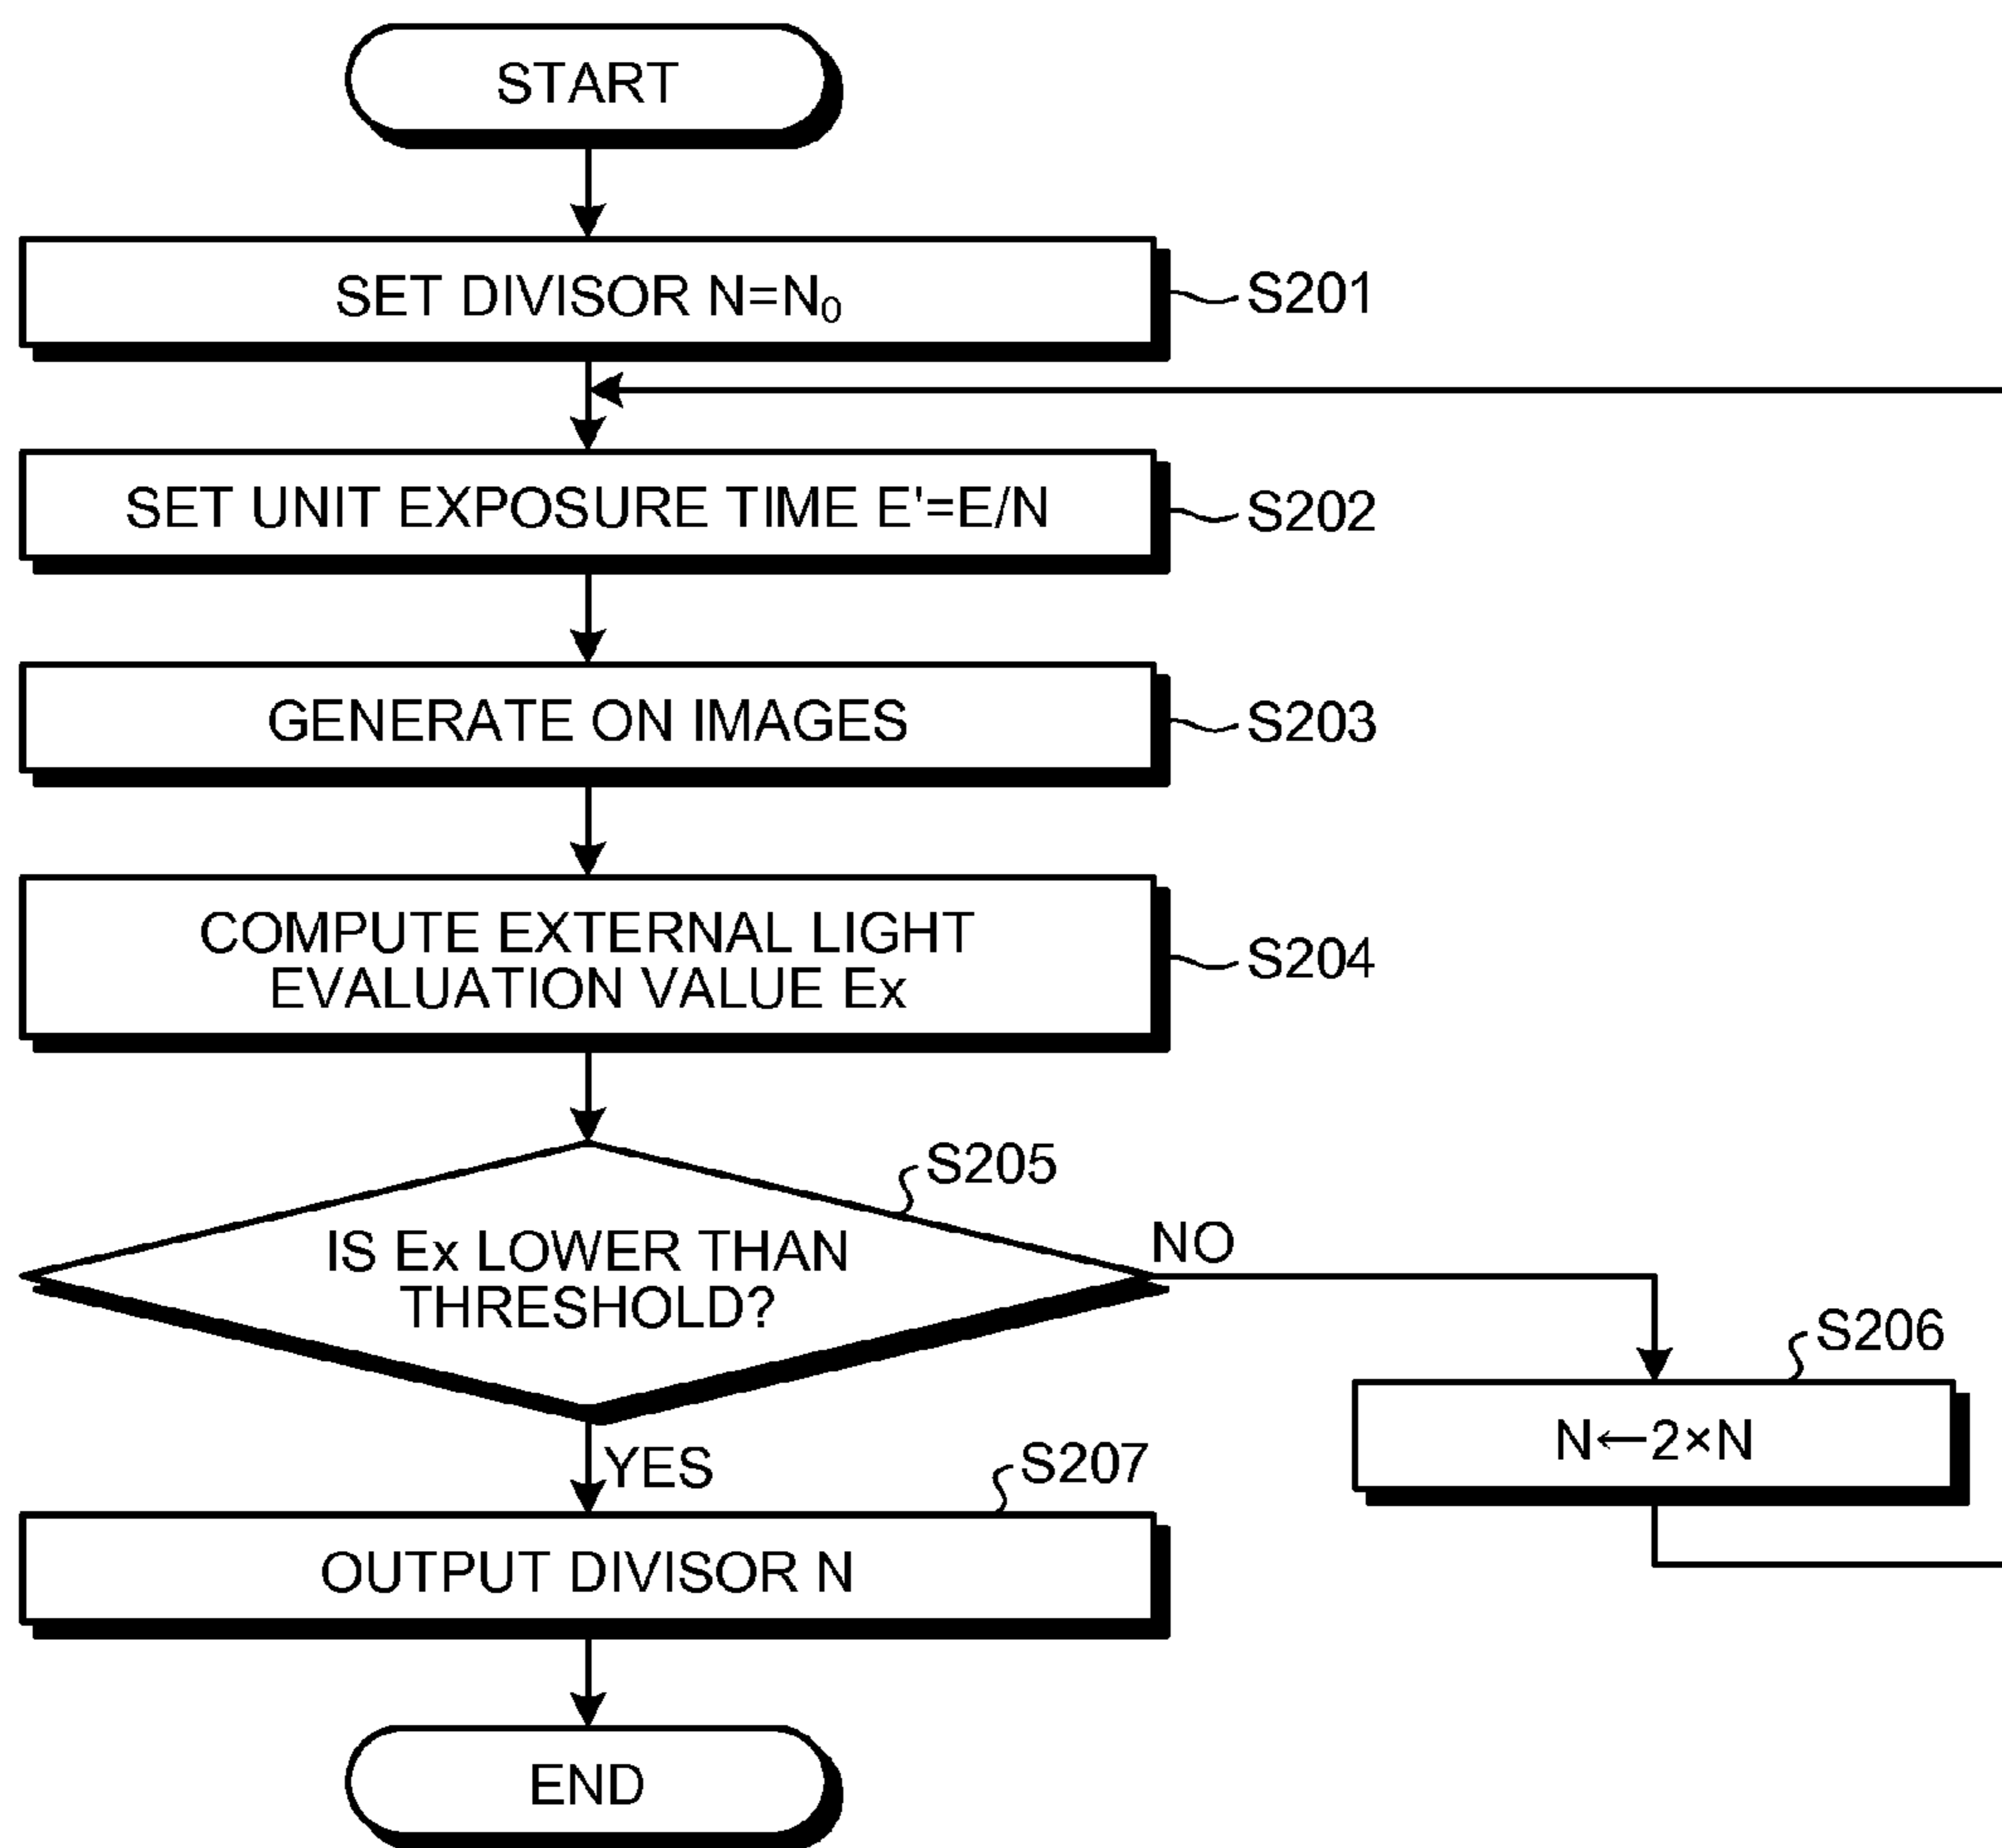 START
SET DIVISOR N=N₀
S201
SET UNIT EXPOSURE TIME E'=E/N
S202
GENERATE ON IMAGES
S203
COMPUTE EXTERNAL LIGHT
EVALUATION VALUE Ex
S204
S205
IS Ex LOWER THAN
THRESHOLD?
NO
S206
N←2×N
YES
S207
OUTPUT DIVISOR N
END